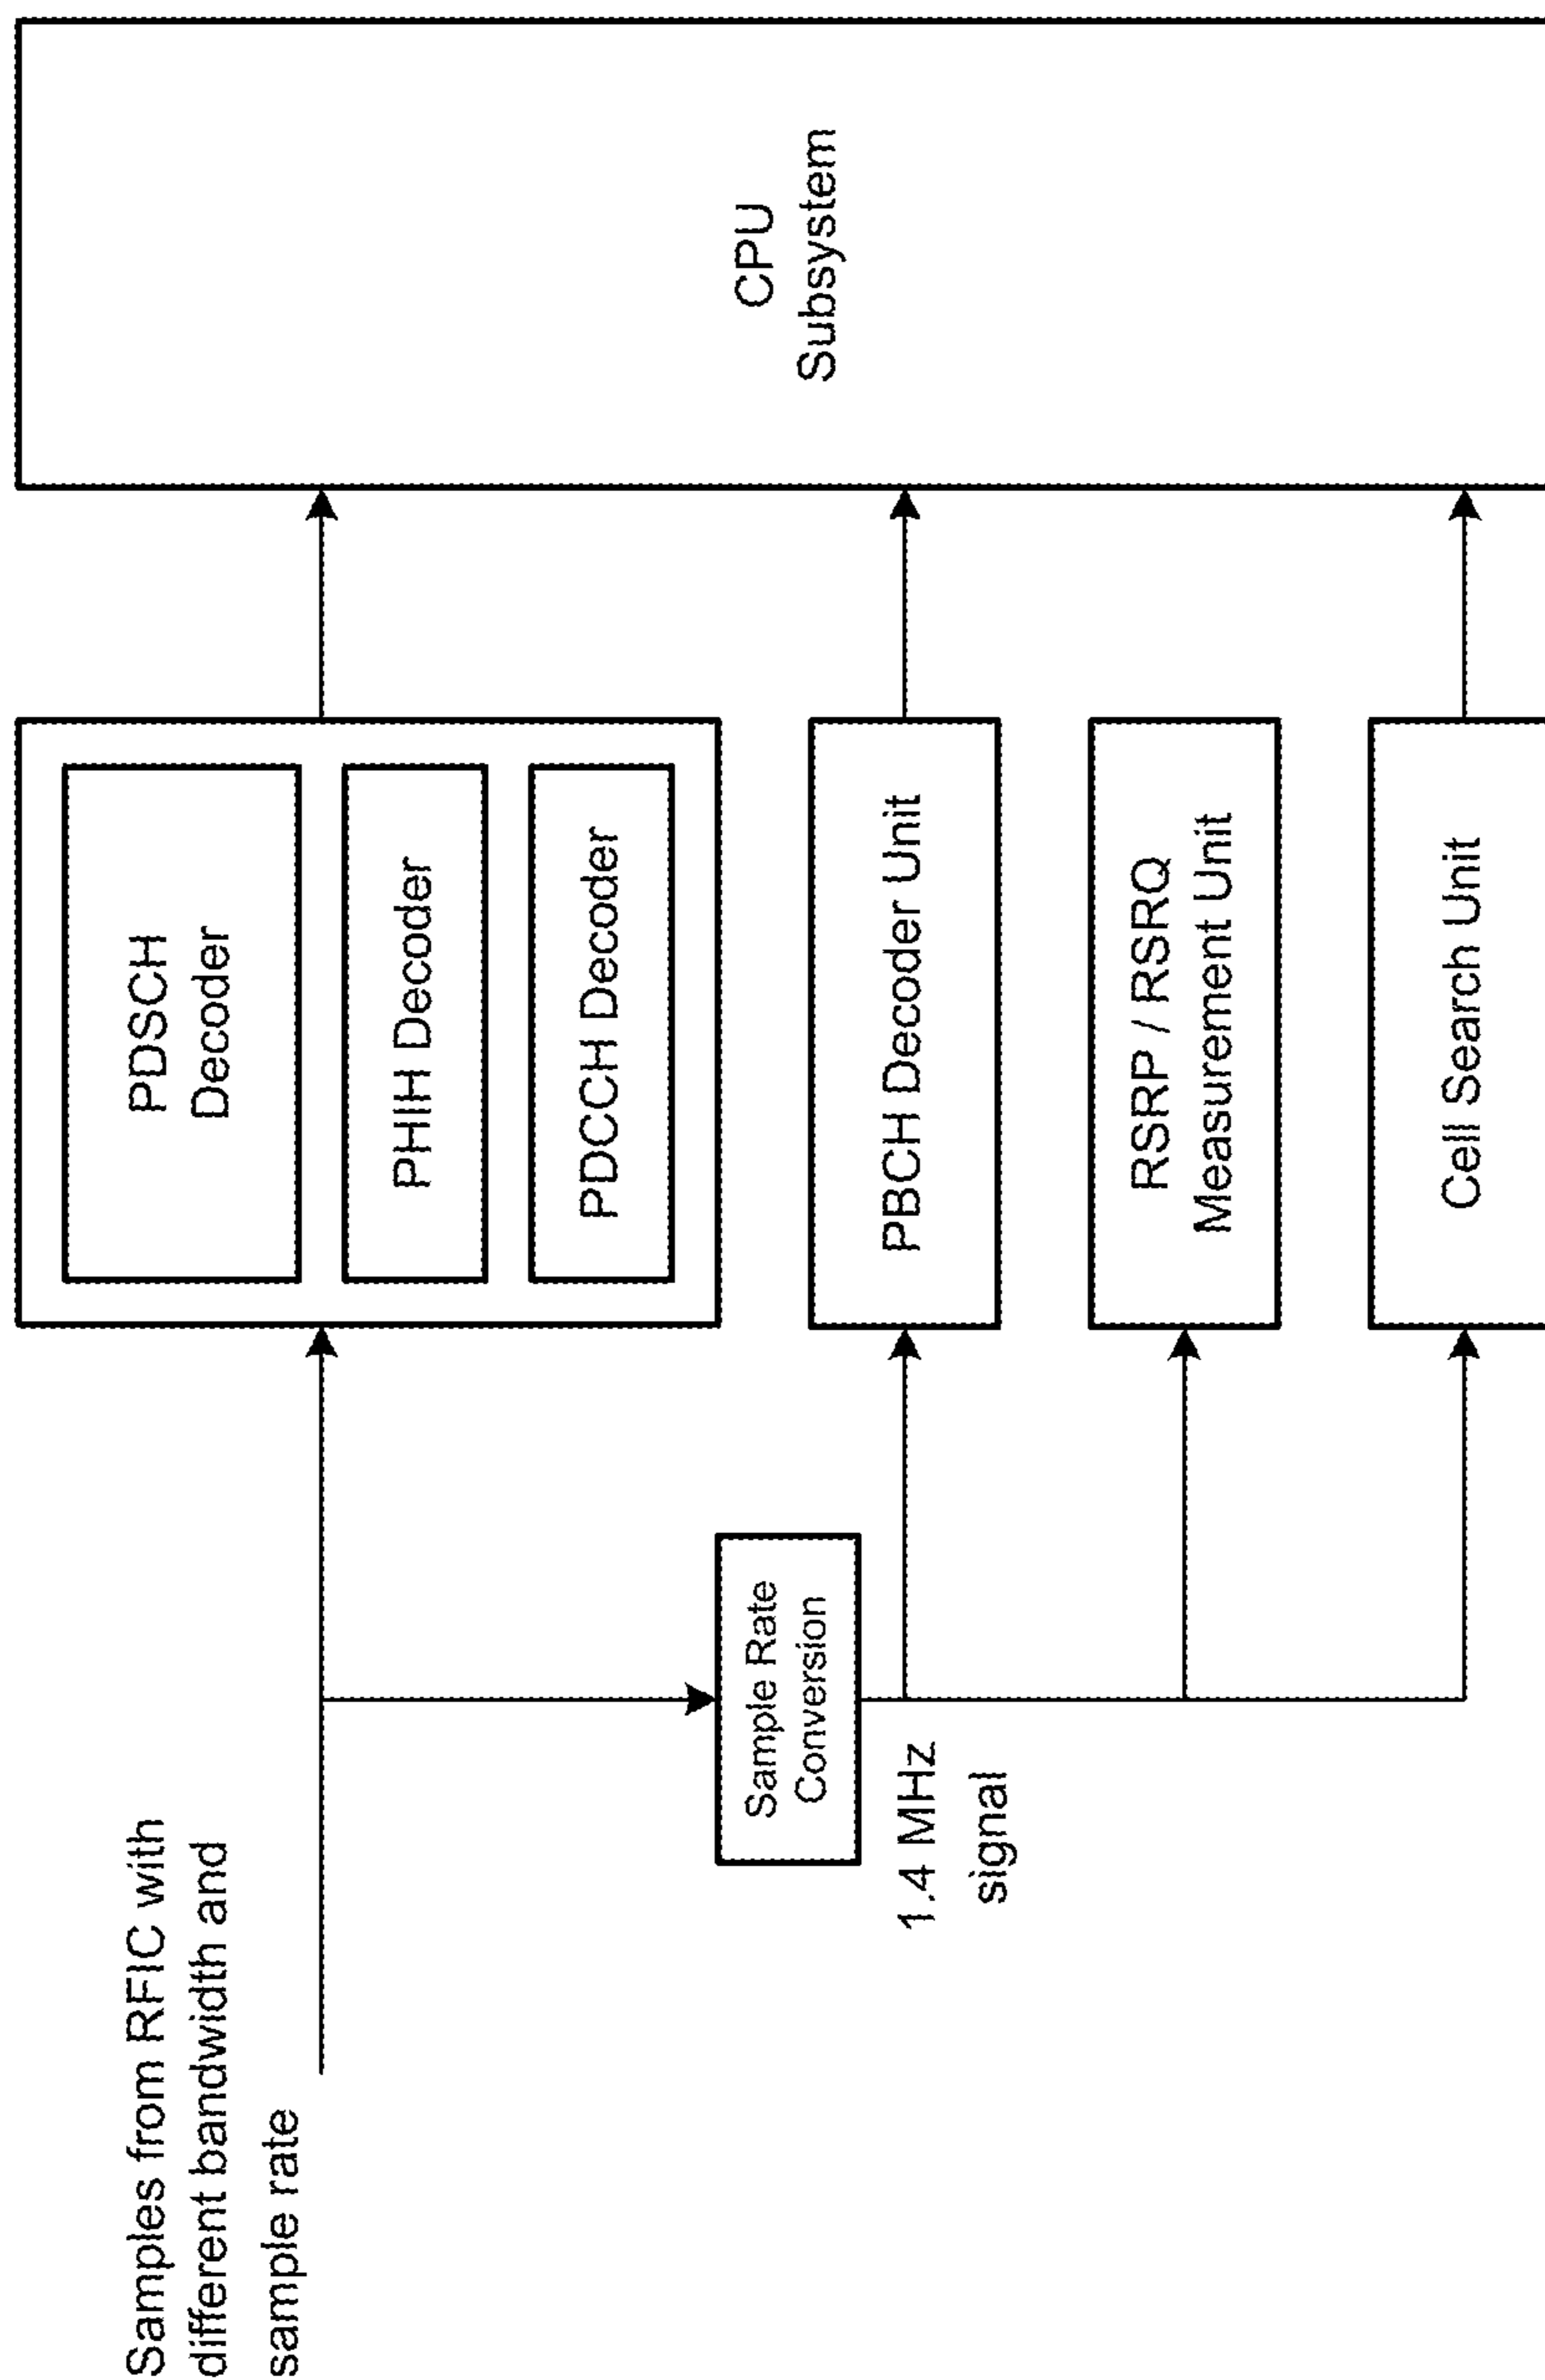 Samples from RFIC with
different bandwidth and
sample rate
Sample Rate
Conversion
1.4 MHz
signal
PDSCH
Decoder
PHIH Decoder
PDCCH Decoder
PBCH Decoder Unit
RSRP / RSRQ
Measurement Unit
Cell Search Unit
CPU
Subsystem